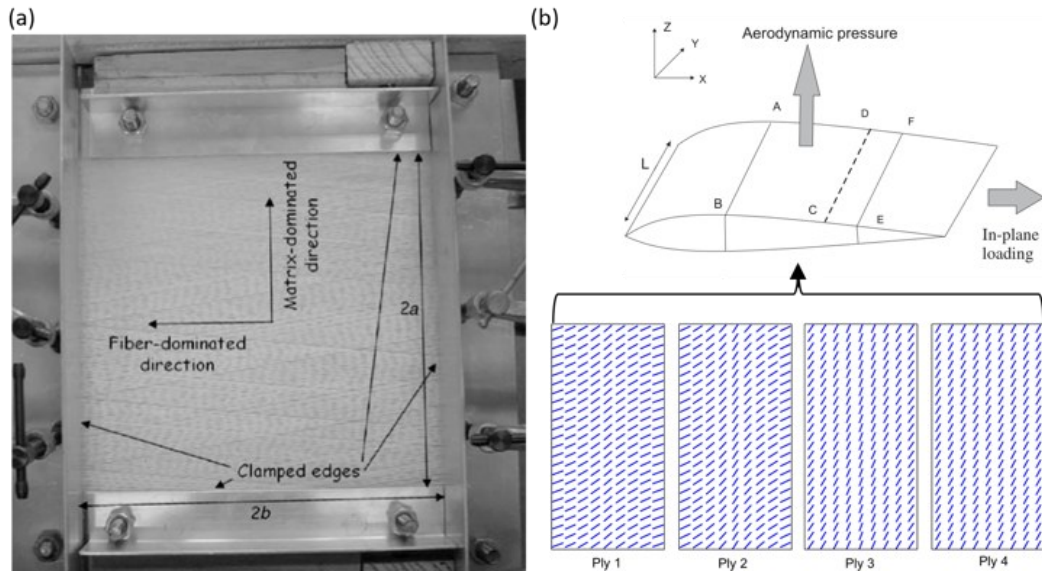 (a)
Matrix-dominated
direction
2a
Fiber-dominated
direction
Clamped edges
2b
(b)
Z
Y
X
Aerodynamic pressure
A
D
F
L
B
C
E
In-plane
loading
Ply 1
Ply 2
Ply 3
Ply 4